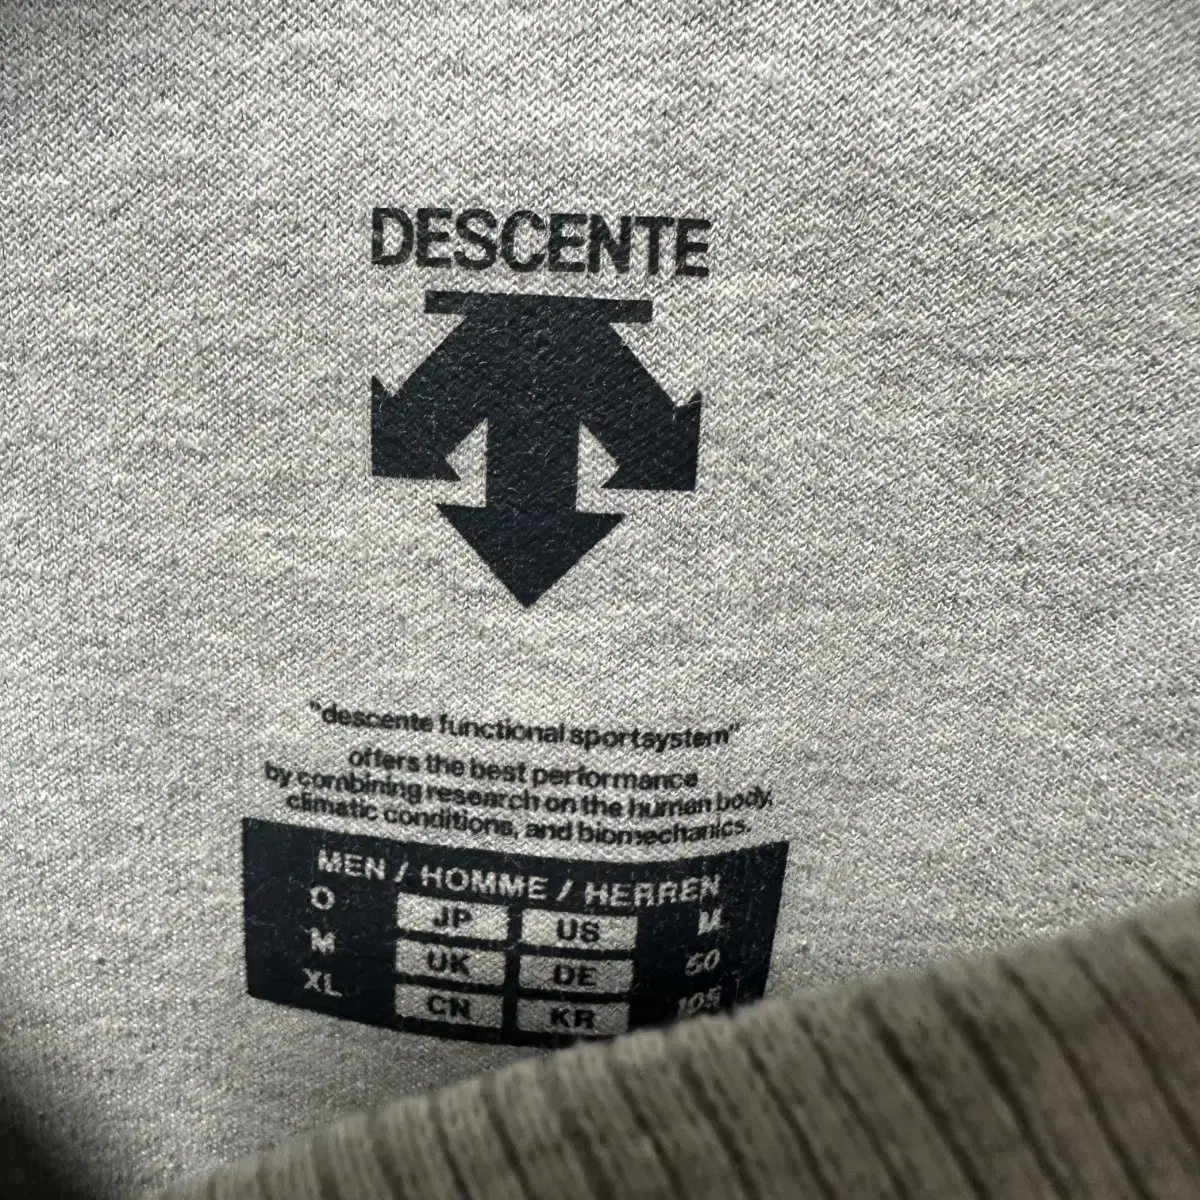 DESCENTE
"descente functional sportsystem"
offers the best performance
by combining research on the human body,
climatic conditions, and biomechanics.
MEN / HOMME / HERREN
O JP US M
M UK DE 50
XL CN KR 105